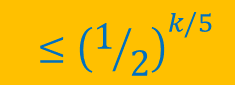 ≤ (1/2)^{k/5}